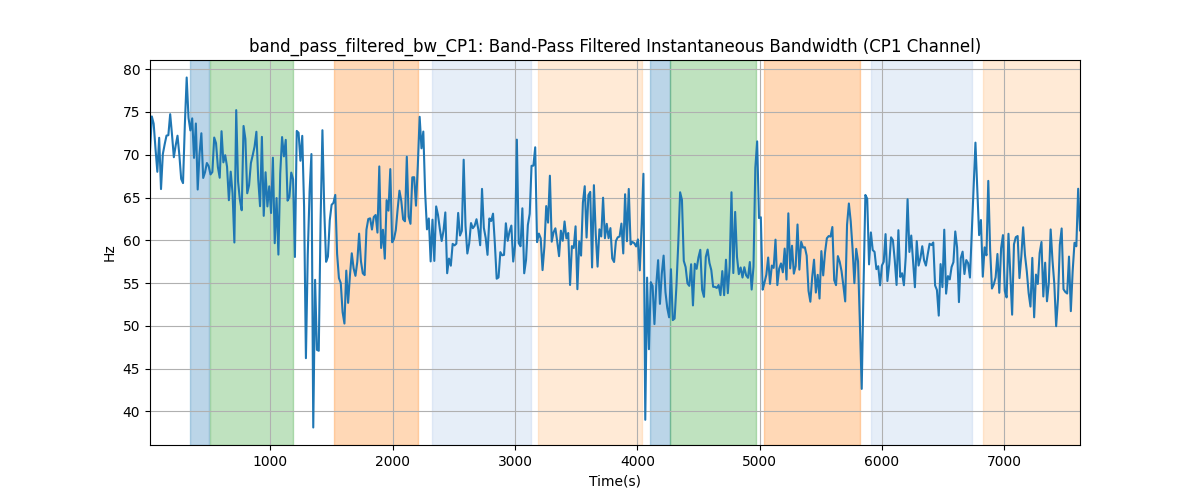 band_pass_filtered_bw_CP1: Band-Pass Filtered Instantaneous Bandwidth (CP1 Channel)
80
75
70
65
60
55
50
45
40
Hz
1000 2000 3000 4000 5000 6000 7000
Time(s)